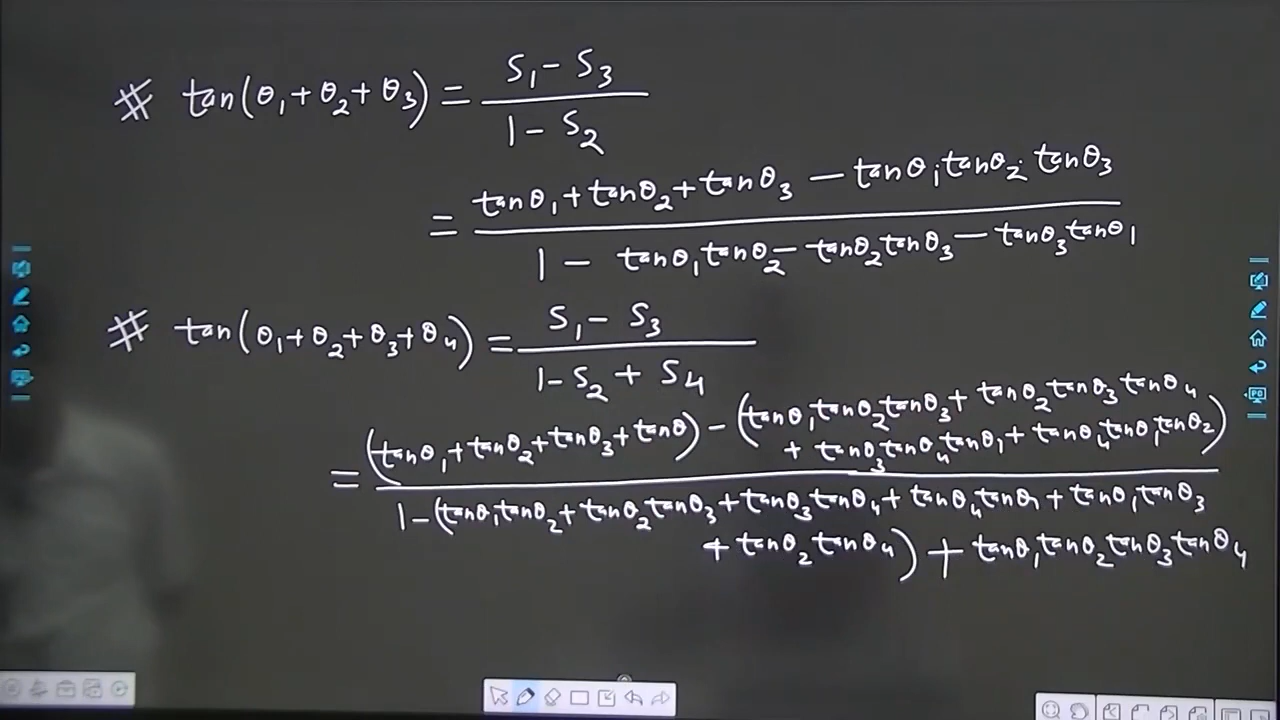 # tan(θ₁+θ₂+θ₃) = (S₁ - S₃)/(1 - S₂)
= (tanθ₁+tanθ₂+tanθ₃ - tanθ₁tanθ₂tanθ₃)/(1 - tanθ₁tanθ₂ - tanθ₂tanθ₃ - tanθ₃tanθ₁)
# tan(θ₁+θ₂+θ₃+θ₄) = (S₁ - S₃)/(1 - S₂ + S₄)
= ((tanθ₁+tanθ₂+tanθ₃+tanθ) - (tanθ₁tanθ₂tanθ₃+tanθ₂tanθ₃tanθ₄ + tanθ₃tanθ₄tanθ₁+tanθ₄tanθ₁tanθ₂))/(1-(tanθ₁tanθ₂+tanθ₂tanθ₃+tanθ₃tanθ₄+tanθ₄tanθ₁+tanθ₁tanθ₃ + tanθ₂tanθ₄) + tanθ₁tanθ₂tanθ₃tanθ₄)